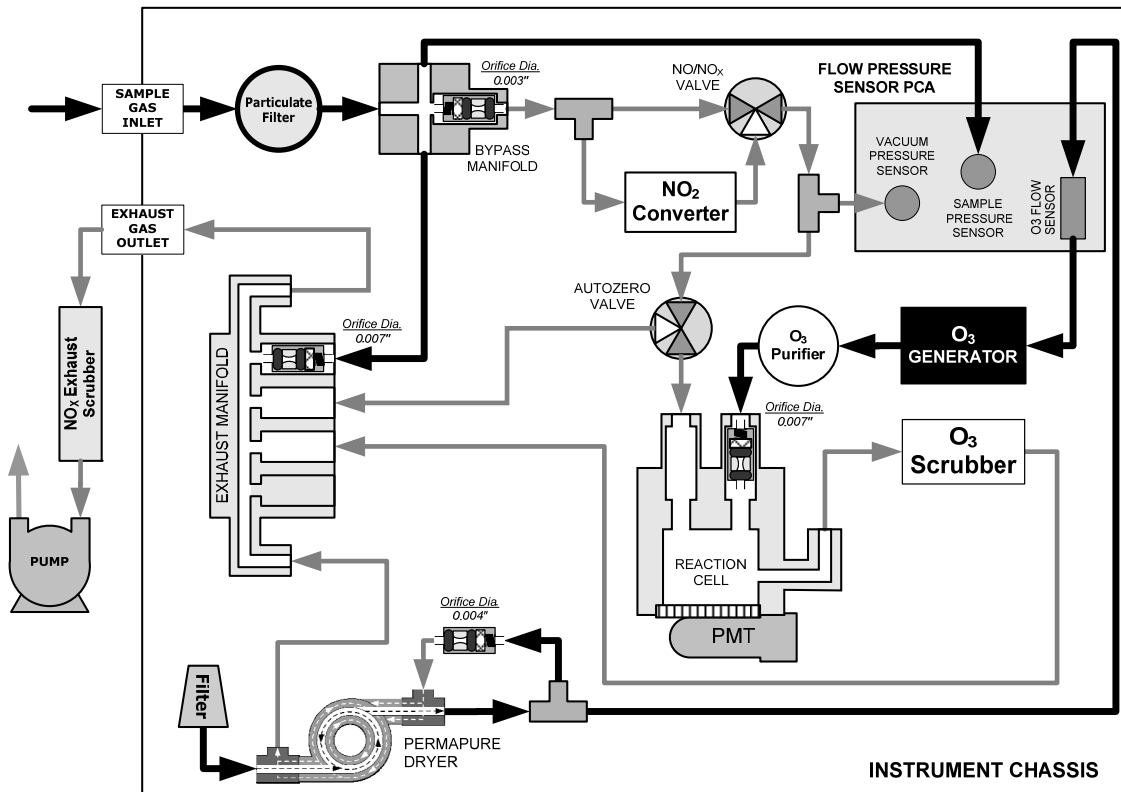 SAMPLE
GAS
INLET
Particulate
Filter
Orifice Dia.
0.003"
BYPASS
MANIFOLD
NO/NOX
VALVE
NO2
Converter
FLOW PRESSURE
SENSOR PCA
VACUUM
PRESSURE
SENSOR
SAMPLE
PRESSURE
SENSOR
O3 FLOW
SENSOR
EXHAUST
GAS
OUTLET
NOX Exhaust
Scrubber
PUMP
EXHAUST MANIFOLD
Orifice Dia.
0.007"
AUTOZERO
VALVE
O3
Purifier
O3
GENERATOR
Orifice Dia.
0.007"
O3
Scrubber
REACTION
CELL
PMT
Orifice Dia.
0.004"
Filter
PERMAPURE
DRYER
INSTRUMENT CHASSIS